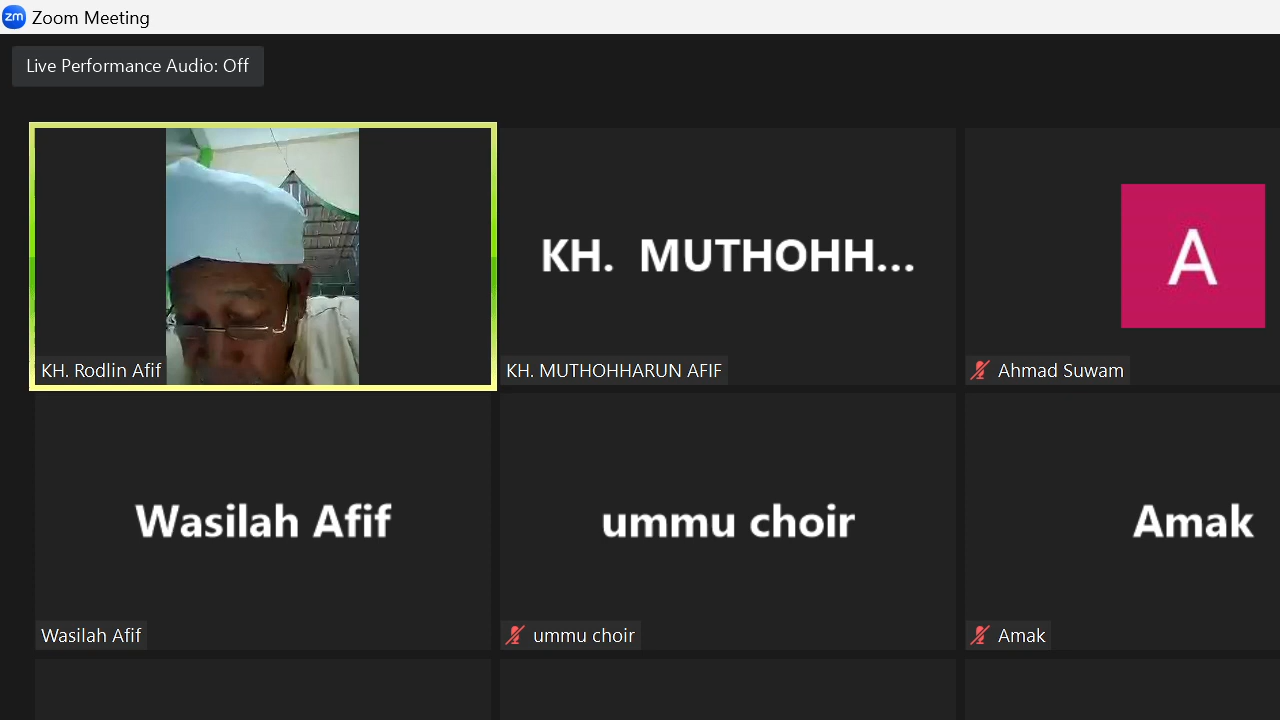 zm Zoom Meeting
Live Performance Audio: Off
KH. MUTHOHH...
A
KH. Rodlin Afif
KH. MUTHOHHARUN AFIF
Ahmad Suwam
Wasilah Afif
ummu choir
Amak
Wasilah Afif
ummu choir
Amak